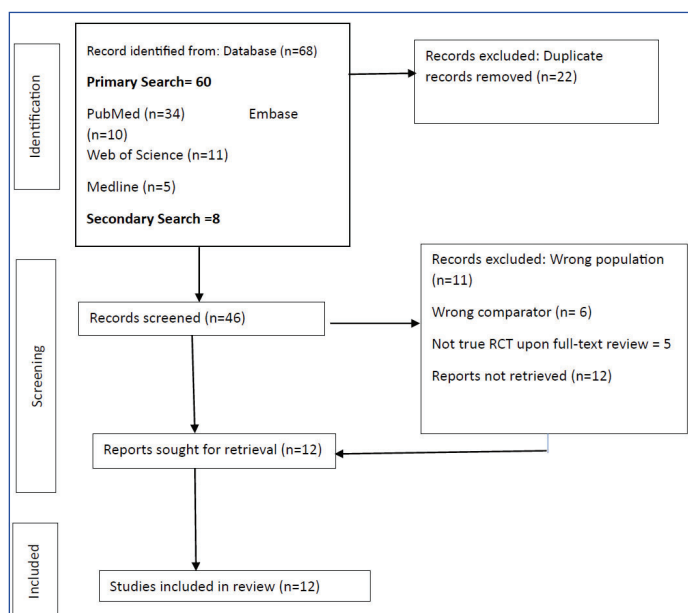 Identification
Record identified from: Database (n=68)
Primary Search= 60
PubMed (n=34) Embase
(n=10)
Web of Science (n=11)
Medline (n=5)
Secondary Search =8
Records excluded: Duplicate
records removed (n=22)
Screening
Records screened (n=46)
Records excluded: Wrong population
(n=11)
Wrong comparator (n= 6)
Not true RCT upon full-text review = 5
Reports not retrieved (n=12)
Reports sought for retrieval (n=12)
Included
Studies included in review (n=12)